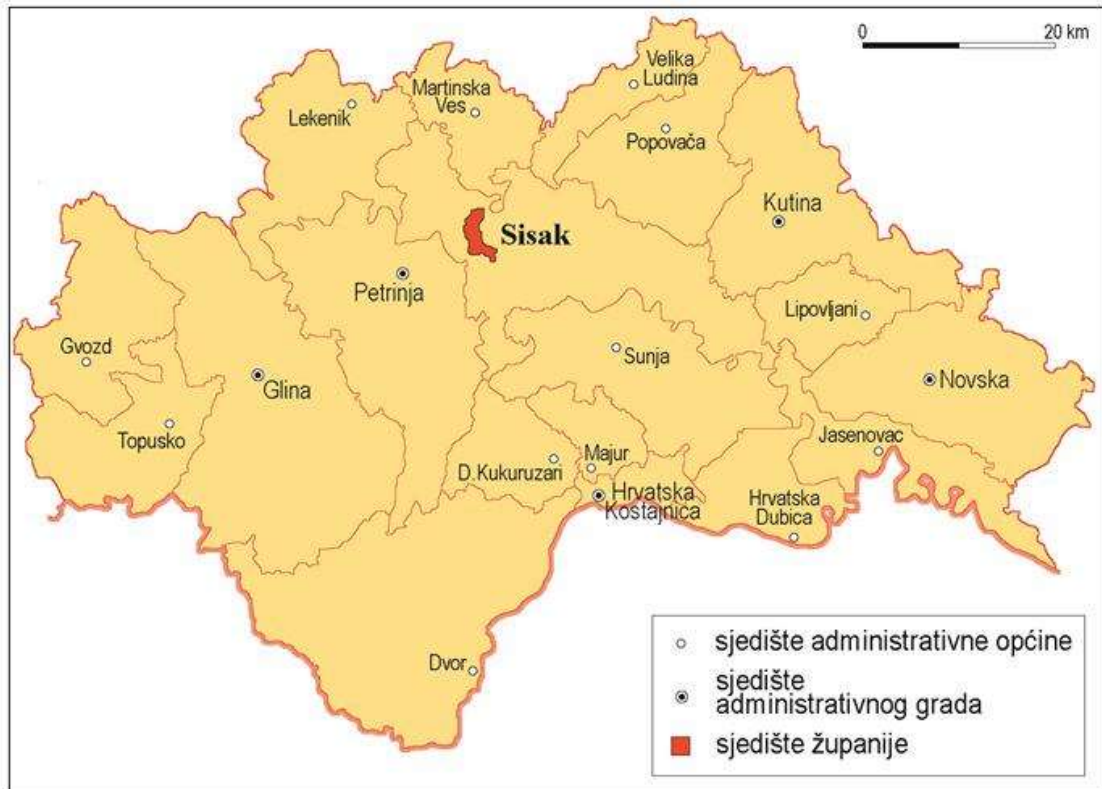 0 20 km
Velika
Ludina
Martinska
Ves
Lekenik
Popovača
Kutina
Sisak
Petrinja
Lipovljani
Gvozd
Sunja
Glina
Novska
Topusko
Jasenovac
D.Kukuruzari
Majur
Hrvatska
Kostajnica
Hrvatska
Dubica
Dvor
sjedište administrativne općine
sjedište
administrativnog grada
sjedište županije